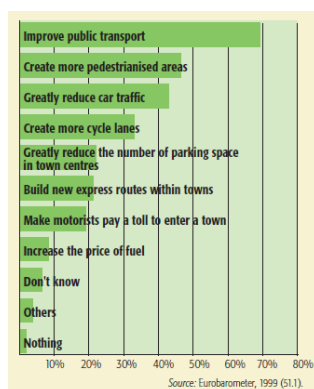 Improve public transport
Create more pedestrianised areas
Greatly reduce car traffic
Create more cycle lanes
Greatly reduce the number of parking space
in town centres
Build new express routes within towns
Make motorists pay a toll to enter a town
Increase the price of fuel
Don't know
Others
Nothing
10% 20% 30% 40% 50% 60% 70% 80%
Source: Eurobarometer, 1999 (51.1).